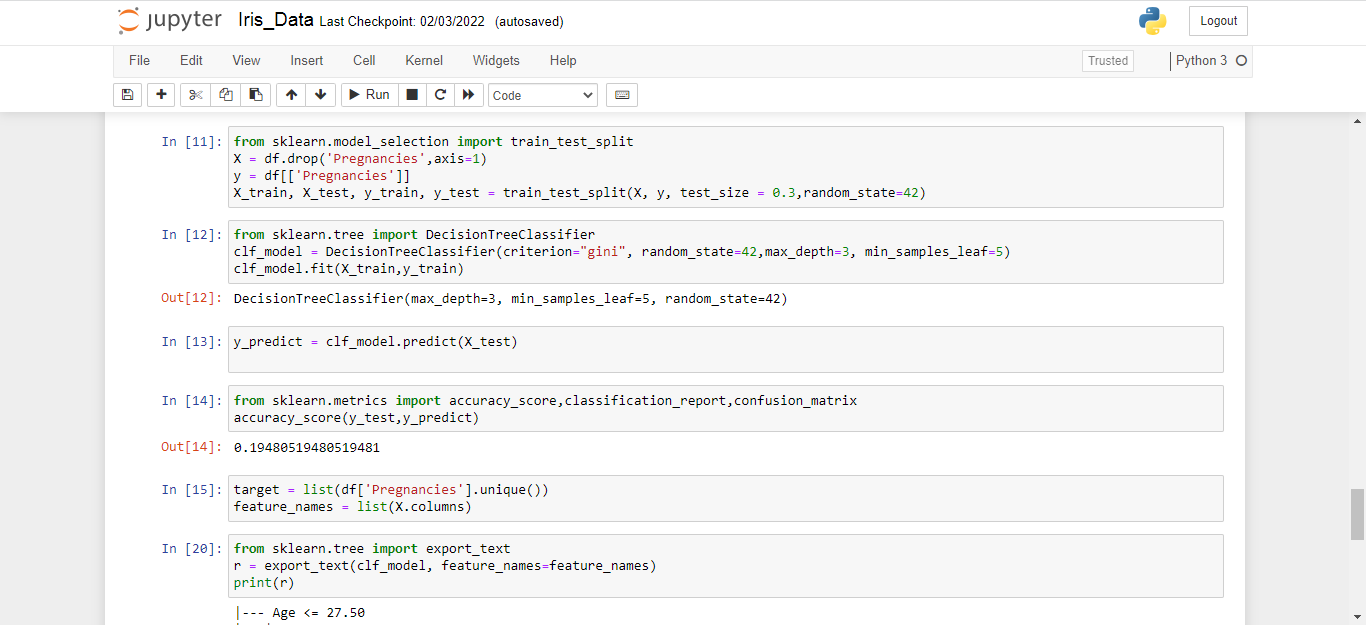 jupyter Iris_Data Last Checkpoint: 02/03/2022 (autosaved)
Logout
File Edit View Insert Cell Kernel Widgets Help
Trusted
Python 3
Run
Code
In [11]: from sklearn.model_selection import train_test_split
X = df.drop('Pregnancies',axis=1)
y = df[['Pregnancies']]
X_train, X_test, y_train, y_test = train_test_split(X, y, test_size = 0.3,random_state=42)
In [12]: from sklearn.tree import DecisionTreeClassifier
clf_model = DecisionTreeClassifier(criterion="gini", random_state=42,max_depth=3, min_samples_leaf=5)
clf_model.fit(X_train,y_train)
Out[12]: DecisionTreeClassifier(max_depth=3, min_samples_leaf=5, random_state=42)
In [13]: y_predict = clf_model.predict(X_test)
In [14]: from sklearn.metrics import accuracy_score,classification_report,confusion_matrix
accuracy_score(y_test,y_predict)
Out[14]: 0.19480519480519481
In [15]: target = list(df['Pregnancies'].unique())
feature_names = list(X.columns)
In [20]: from sklearn.tree import export_text
r = export_text(clf_model, feature_names=feature_names)
print(r)
|--- Age <= 27.50